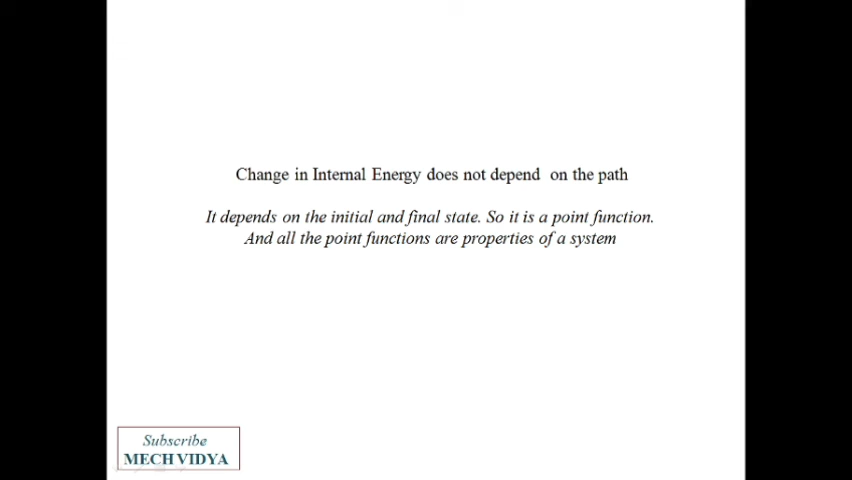 Change in Internal Energy does not depend on the path
It depends on the initial and final state. So it is a point function.
And all the point functions are properties of a system
Subscribe
MECH VIDYA